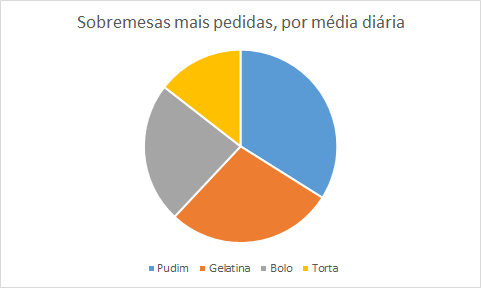 Sobremesas mais pedidas, por média diária
Pudim Gelatina Bolo Torta